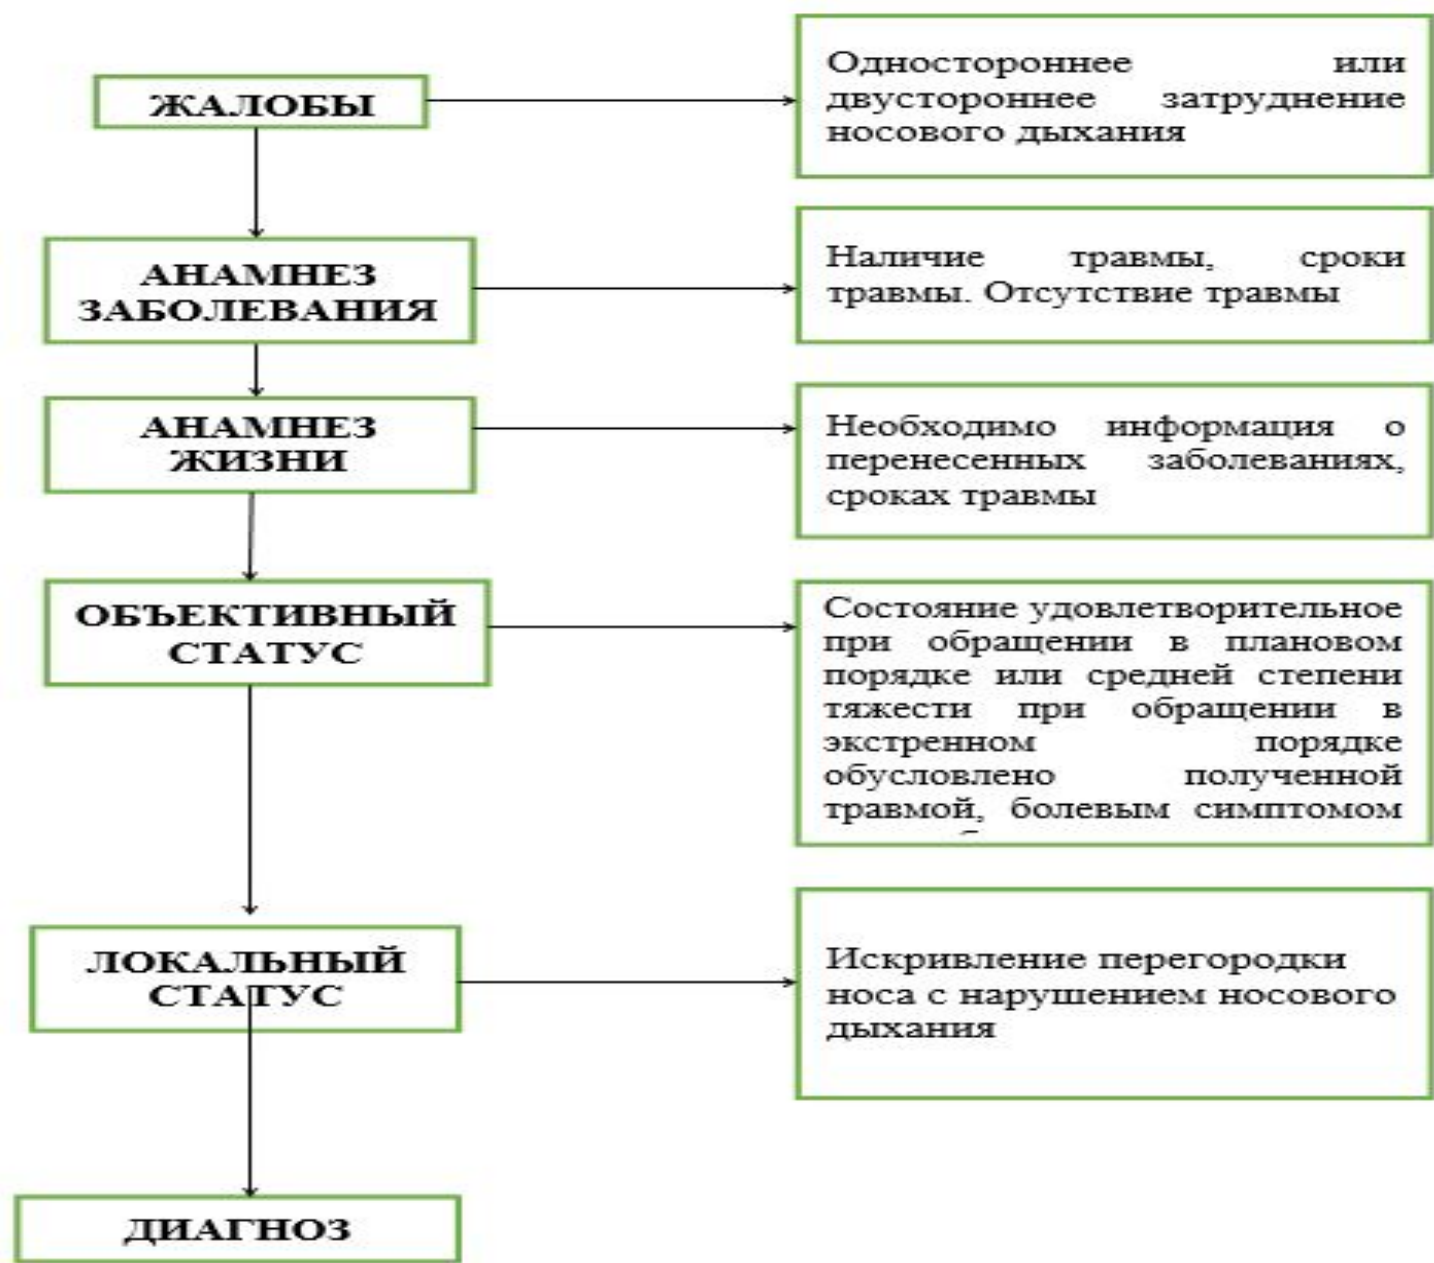 ЖАЛОБЫ
Одностороннее или
двустороннее затруднение
носового дыхания
АНАМНЕЗ
ЗАБОЛЕВАНИЯ
Наличие травмы, сроки
травмы. Отсутствие травмы
АНАМНЕЗ
ЖИЗНИ
Необходимо информация о
перенесенных заболеваниях,
сроках травмы
ОБЪЕКТИВНЫЙ
СТАТУС
Состояние удовлетворительное
при обращении в плановом
порядке или средней степени
тяжести при обращении в
экстренном порядке
обусловлено полученной
травмой, болевым симптомом
ЛОКАЛЬНЫЙ
СТАТУС
Искривление перегородки
носа с нарушением носового
дыхания
ДИАГНОЗ